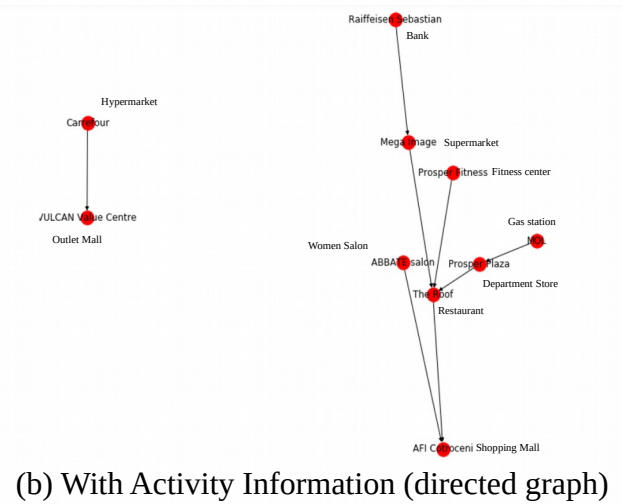 Raiffeisen Sebastian
Bank
Hypermarket
Carrefour
Mega Image Supermarket
Prosper Fitness Fitness center
VULCAN Value Centre
Outlet Mall
Gas station
MOL
Women Salon
ABBATE salon
Prosper Plaza
Department Store
The Roof
Restaurant
AFI Cotroceni Shopping Mall
(b) With Activity Information (directed graph)